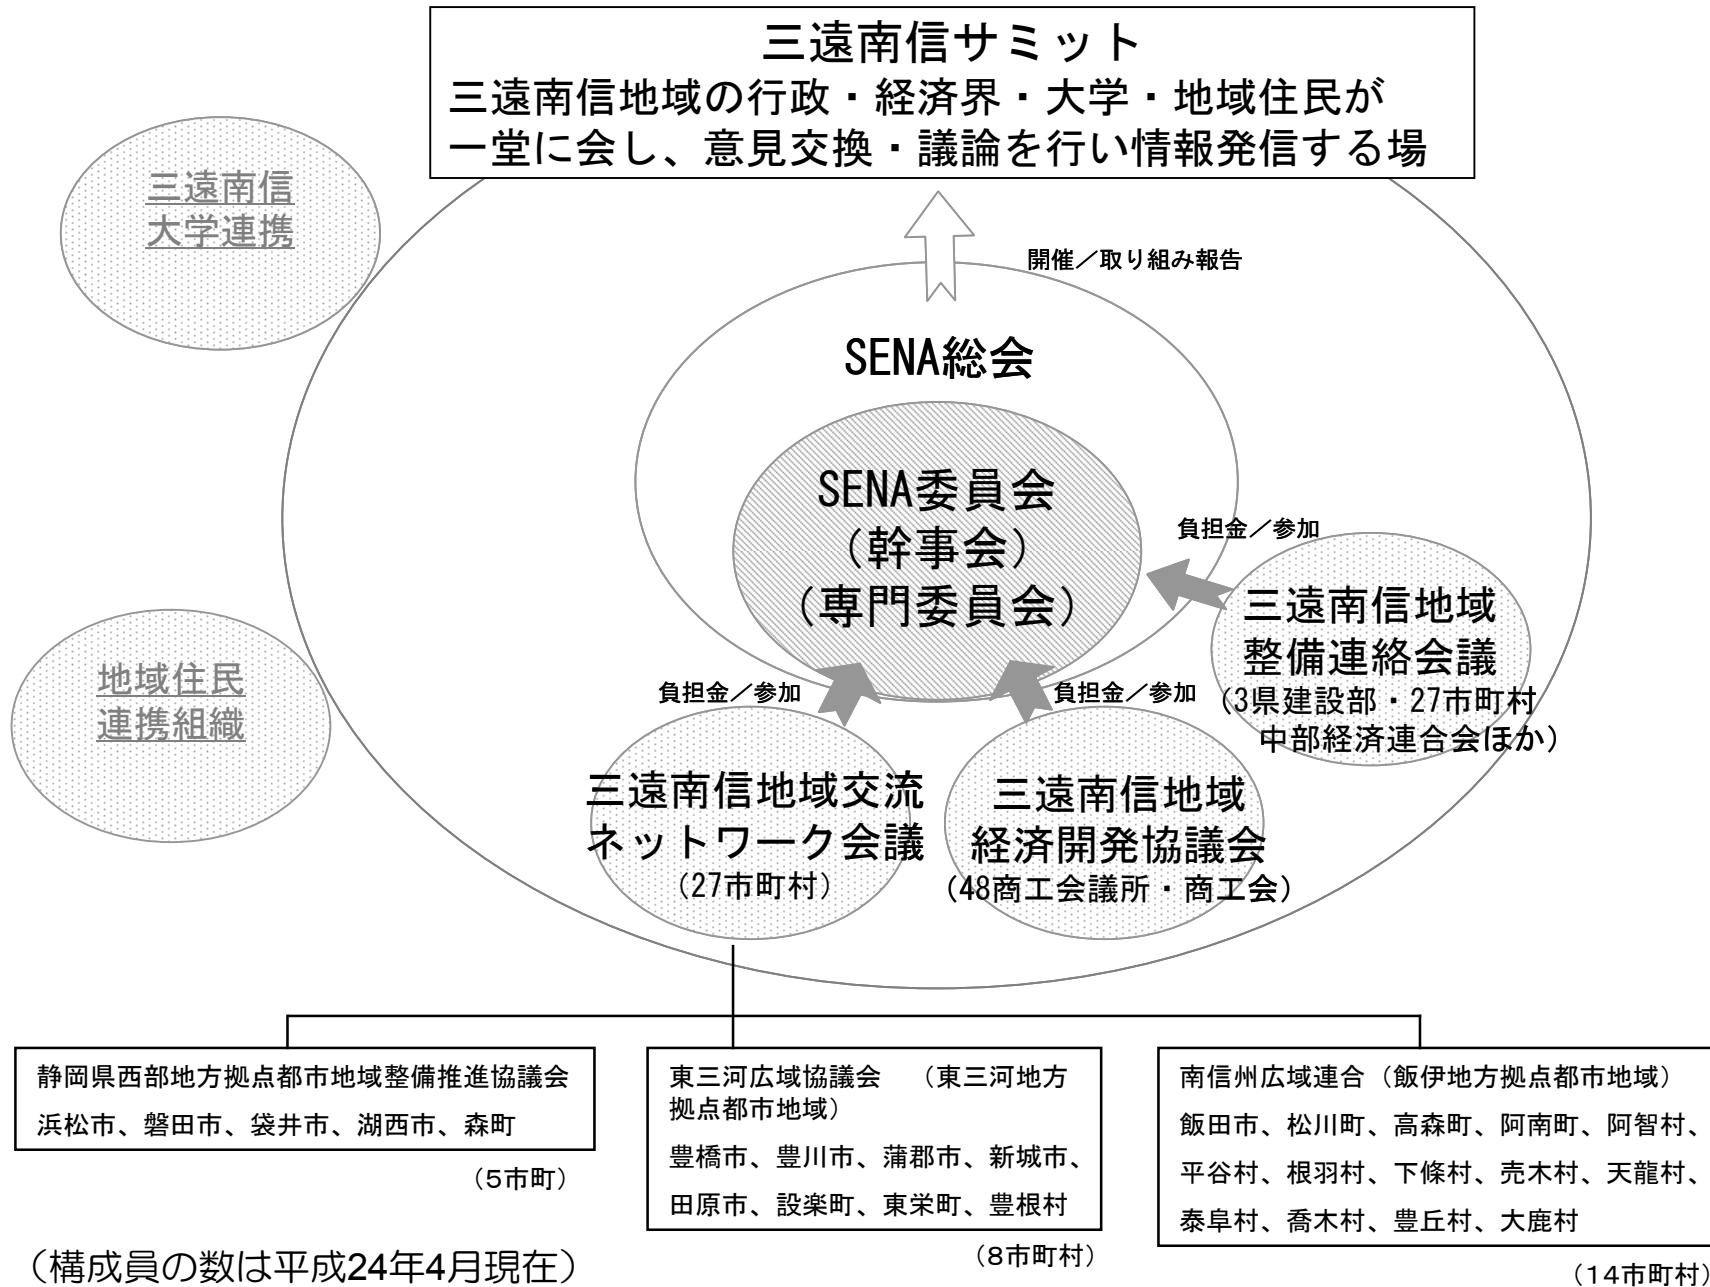 三遠南信サミット
三遠南信地域の行政・経済界・大学・地域住民が
一堂に会し、意見交換・議論を行い情報発信する場
三遠南信
大学連携
開催／取り組み報告
SENA総会
SENA委員会
（幹事会）
（専門委員会）
負担金／参加
三遠南信地域
整備連絡会議
（3県建設部・27市町村
中部経済連合会ほか）
地域住民
連携組織
負担金／参加
負担金／参加
三遠南信地域交流
ネットワーク会議
（27市町村）
三遠南信地域
経済開発協議会
（48商工会議所・商工会）
静岡県西部地方拠点都市地域整備推進協議会
浜松市、磐田市、袋井市、湖西市、森町
（5市町）
東三河広域協議会　（東三河地方
拠点都市地域）
豊橋市、豊川市、蒲郡市、新城市、
田原市、設楽町、東栄町、豊根村
（8市町村）
南信州広域連合（飯伊地方拠点都市地域）
飯田市、松川町、高森町、阿南町、阿智村、
平谷村、根羽村、下條村、売木村、天龍村、
泰阜村、喬木村、豊丘村、大鹿村
（14市町村）
（構成員の数は平成24年4月現在）